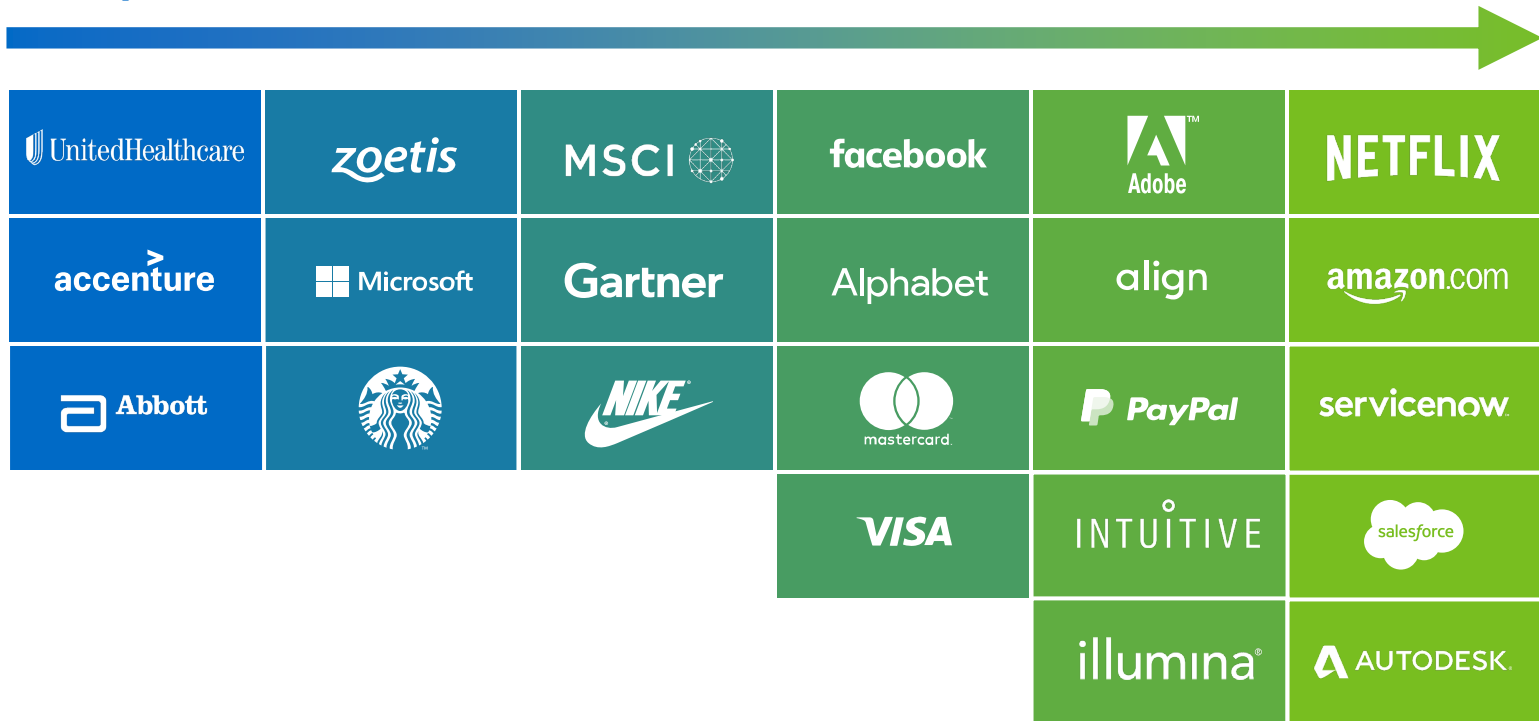 UnitedHealthcare
zoetis
MSCI
facebook
Adobe™
NETFLIX
accenture
Microsoft
Gartner
Alphabet
align
amazon.com
Abbott
NIKE
mastercard
PayPal
servicenow
VISA
INTUITIVE
salesforce
illumina®
AUTODESK